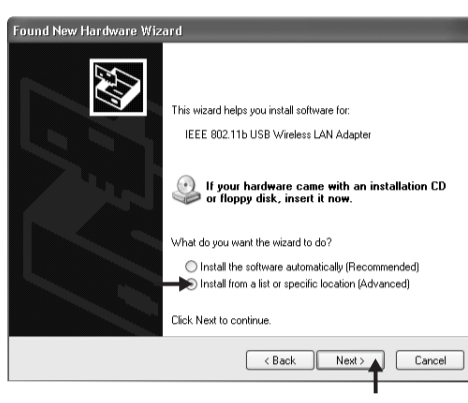 Found New Hardware Wizard
This wizard helps you install software for:
IEEE 802.11b USB Wireless LAN Adapter
If your hardware came with an installation CD
or floppy disk, insert it now.
What do you want the wizard to do?
Install the software automatically (Recommended)
Install from a list or specific location (Advanced)
Click Next to continue.
< Back Next > Cancel